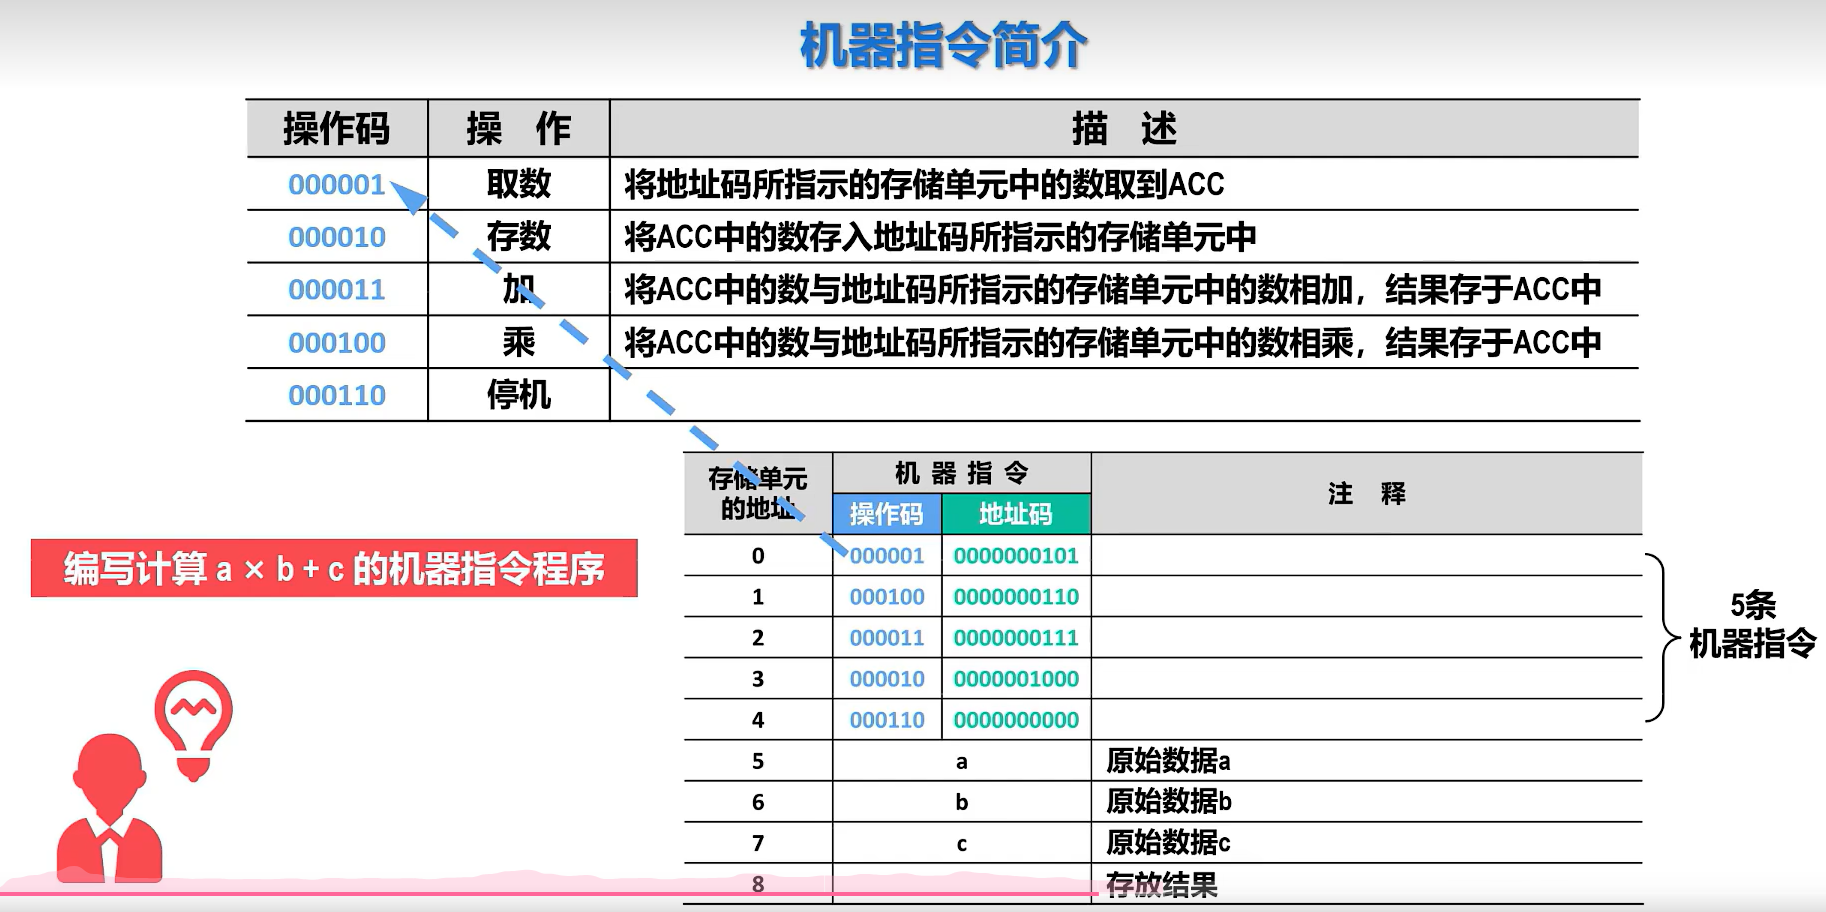 机器指令简介
操作码 操 作 描 述
000001 取数 将地址码所指示的存储单元中的数取到ACC
000010 存数 将ACC中的数存入地址码所指示的存储单元中
000011 加 将ACC中的数与地址码所指示的存储单元中的数相加，结果存于ACC中
000100 乘 将ACC中的数与地址码所指示的存储单元中的数相乘，结果存于ACC中
000110 停机
编写计算 a × b + c 的机器指令程序
存储单元
的地址
机 器 指 令
注 释
操作码 地址码
0 000001 0000000101
1 000100 0000000110
2 000011 0000000111
3 000010 0000001000
4 000110 0000000000
5 a 原始数据a
6 b 原始数据b
7 c 原始数据c
8 存放结果
5条
机器指令